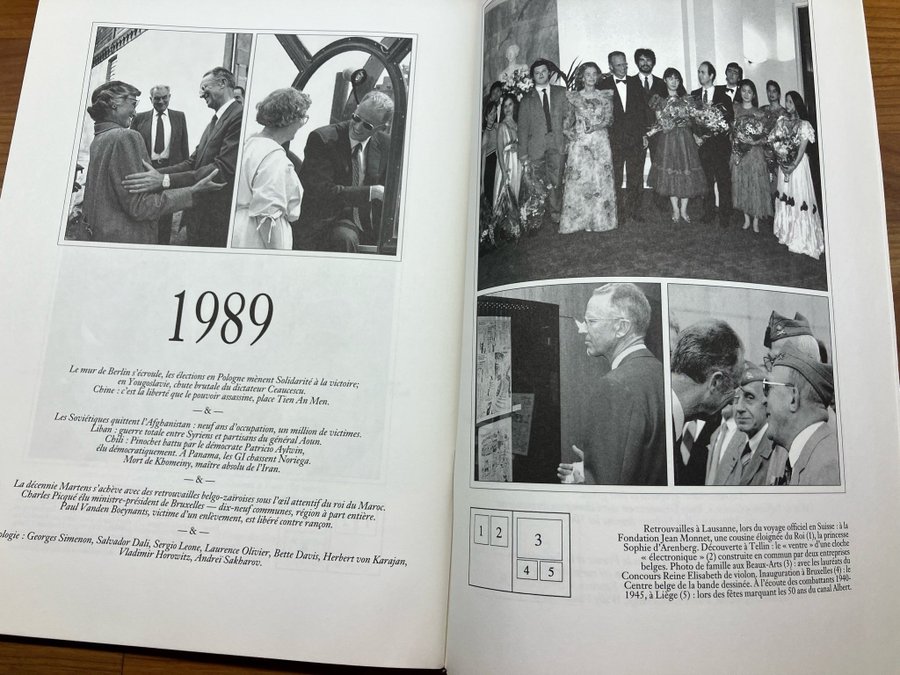 1989
Le mur de Berlin s'écroule, les élections en Pologne mènent Solidarité à la victoire;
en Yougoslavie, chute brutale du dictateur Ceaucescu.
Chine : c'est la liberté que le pouvoir assassine, place Tien An Men.
— & —
Les Soviétiques quittent l'Afghanistan : neuf ans d'occupation, un million de victimes.
Liban : guerre totale entre Syriens et partisans du général Aoun.
Chili : Pinochet battu par le démocrate Patricio Aylwin,
élu démocratiquement. À Panama, les GI chassent Noriega.
Mort de Khomeiny, maître absolu de l'Iran.
— & —
La décennie Martens s'achève avec des retrouvailles belgo-zaïroises sous l'œil attentif du roi du Maroc.
Charles Picqué élu ministre-président de Bruxelles — dix-neuf communes, région à part entière.
Paul Vanden Boeynants, victime d'un enlèvement, est libéré contre rançon.
— & —
ologie : Georges Simenon, Salvador Dali, Sergio Leone, Laurence Olivier, Bette Davis, Herbert von Karajan,
Vladimir Horowitz, Andreï Sakharov.
1 2 3 4 5
Retrouvailles à Lausanne, lors du voyage officiel en Suisse : à la
Fondation Jean Monnet, une cousine éloignée du Roi (1), la princesse
Sophie d'Arenberg. Découverte à Tellin : le « ventre » d'une cloche
« électronique » (2) construite en commun par deux entreprises
belges. Photo de famille aux Beaux-Arts (3) : avec les lauréats du
Concours Reine Elisabeth de violon. Inauguration à Bruxelles (4) : le
Centre belge de la bande dessinée. À l'écoute des combattants 1940-
1945, à Liège (5) : lors des fêtes marquant les 50 ans du canal Albert.